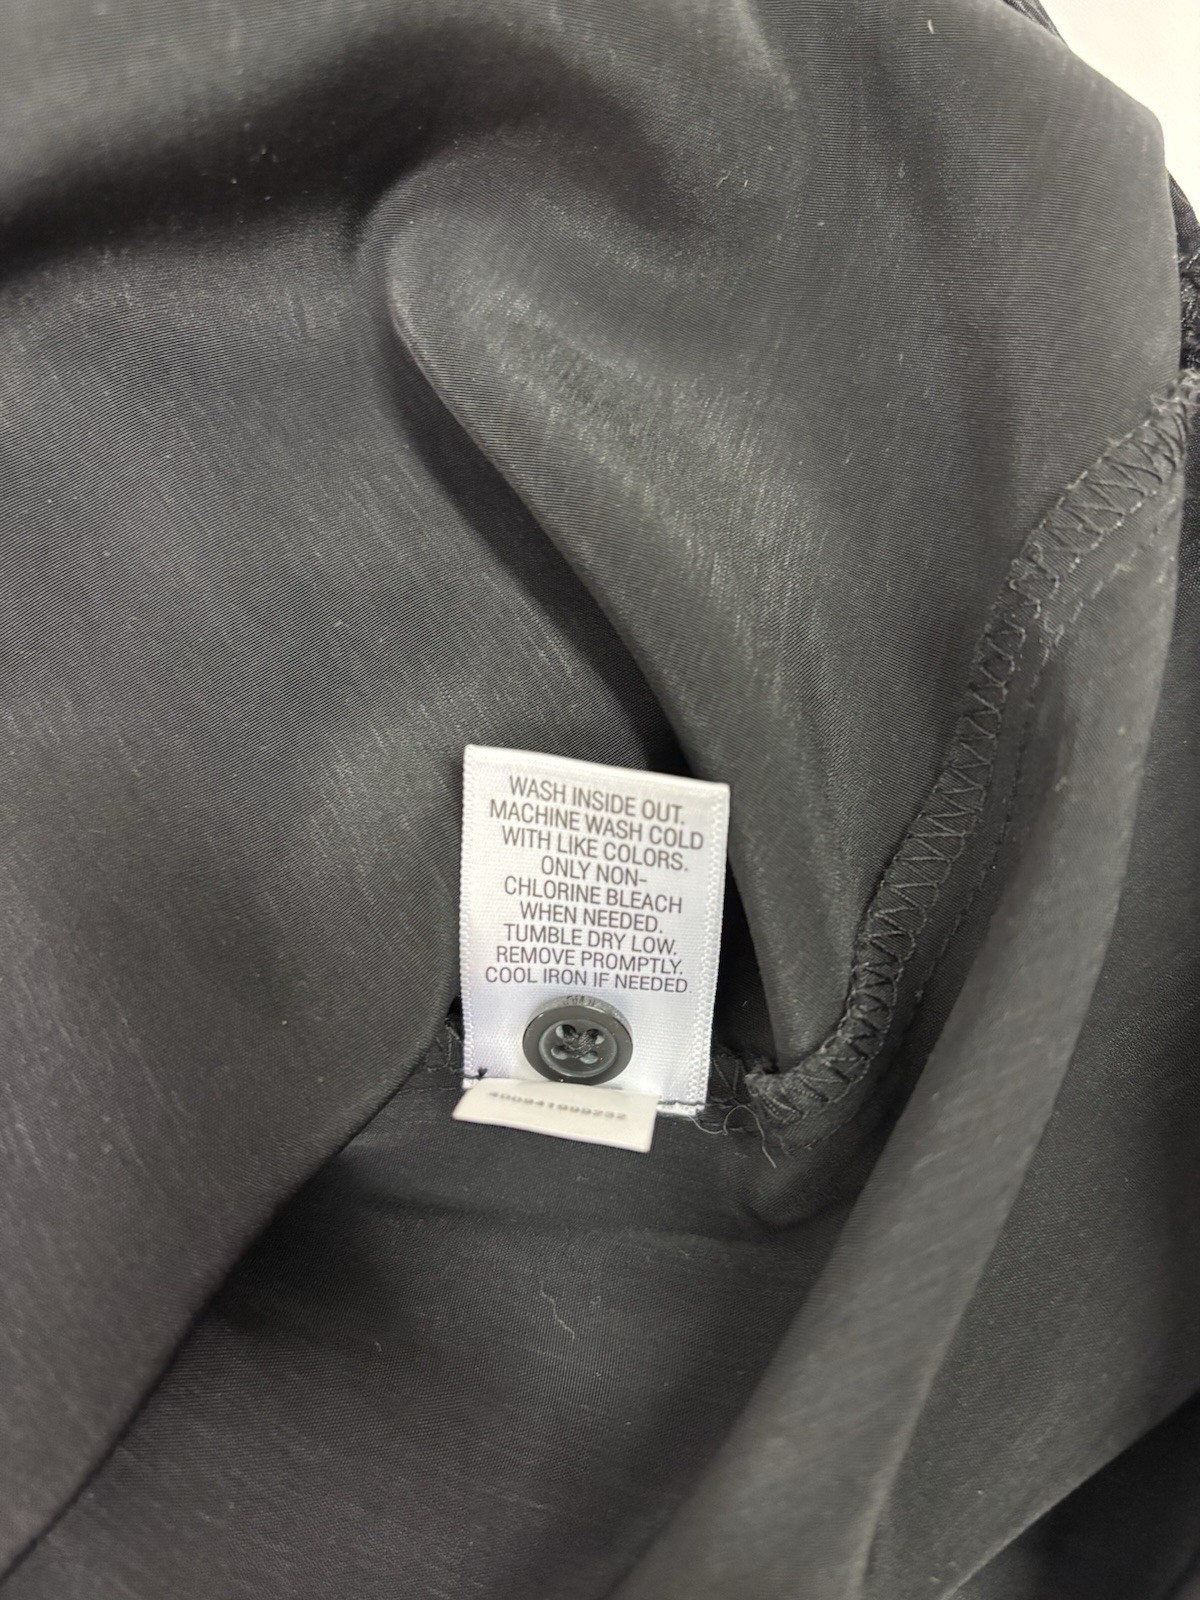 WASH INSIDE OUT.
MACHINE WASH COLD
WITH LIKE COLORS.
ONLY NON-
CHLORINE BLEACH
WHEN NEEDED.
TUMBLE DRY LOW.
REMOVE PROMPTLY.
COOL IRON IF NEEDED